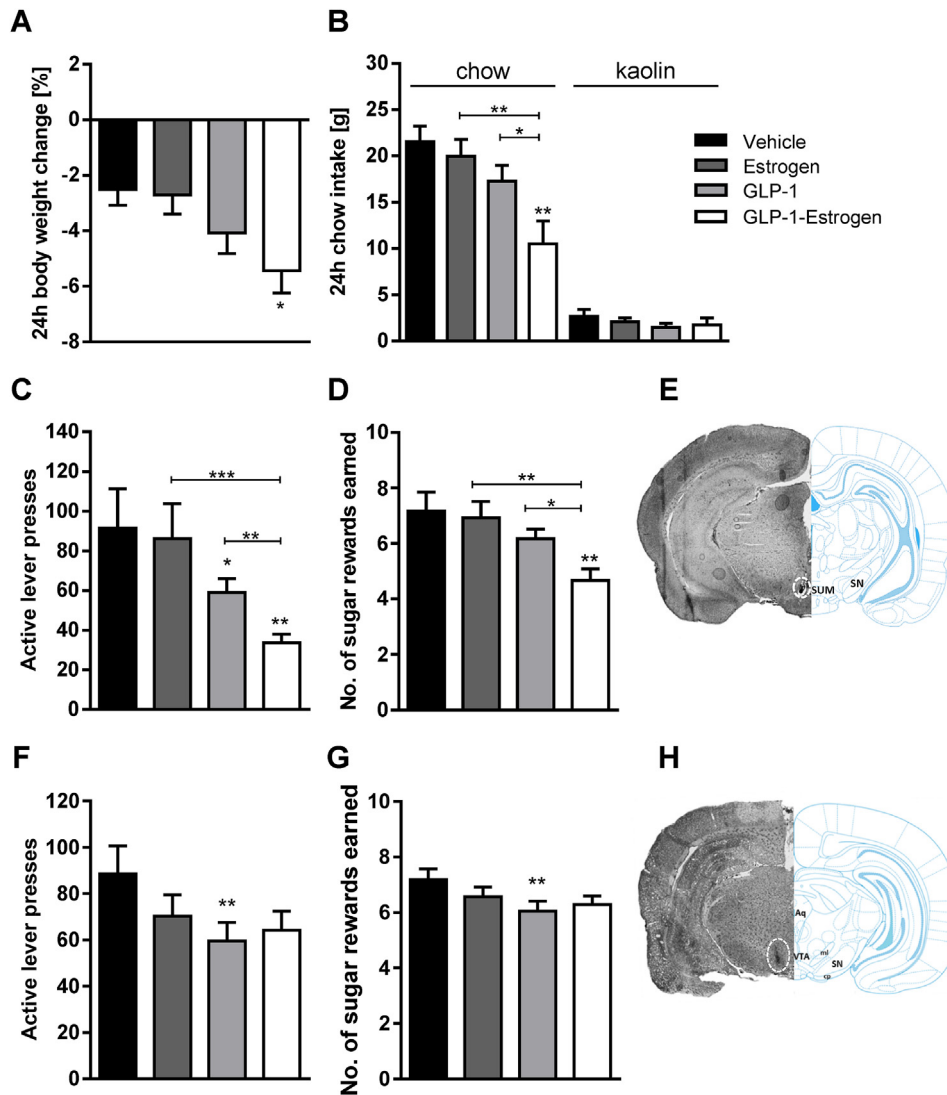 A
24h body weight change [%]
2
0
-2
-4
-6
-8
*
B
24h chow intake [g]
30
25
20
15
10
5
0
chow
kaolin
**
*
**
Vehicle
Estrogen
GLP-1
GLP-1-Estrogen
C
Active lever presses
140
120
100
80
60
40
20
0
***
**
*
**
D
No. of sugar rewards earned
10
8
6
4
2
0
**
*
**
E
SUM
SN
F
Active lever presses
120
100
80
60
40
20
0
**
G
No. of sugar rewards earned
10
8
6
4
2
0
**
H
Aq
VTA
ml
SN
cp